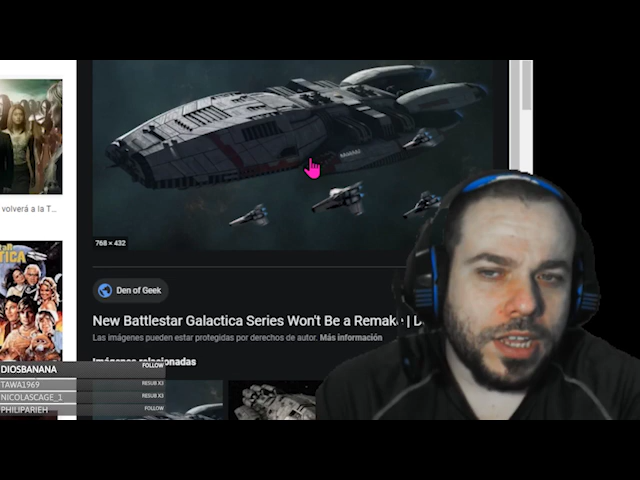 volverá a la T...
768 × 432
Den of Geek
New Battlestar Galactica Series Won't Be a Remake | D
Las imágenes pueden estar protegidas por derechos de autor. Más información
Imágenes relacionadas
DIOSBANANA FOLLOW
TAWA1969 RESUB X3
NICOLASCAGE_1 RESUB X3
PHILIPARIEH FOLLOW